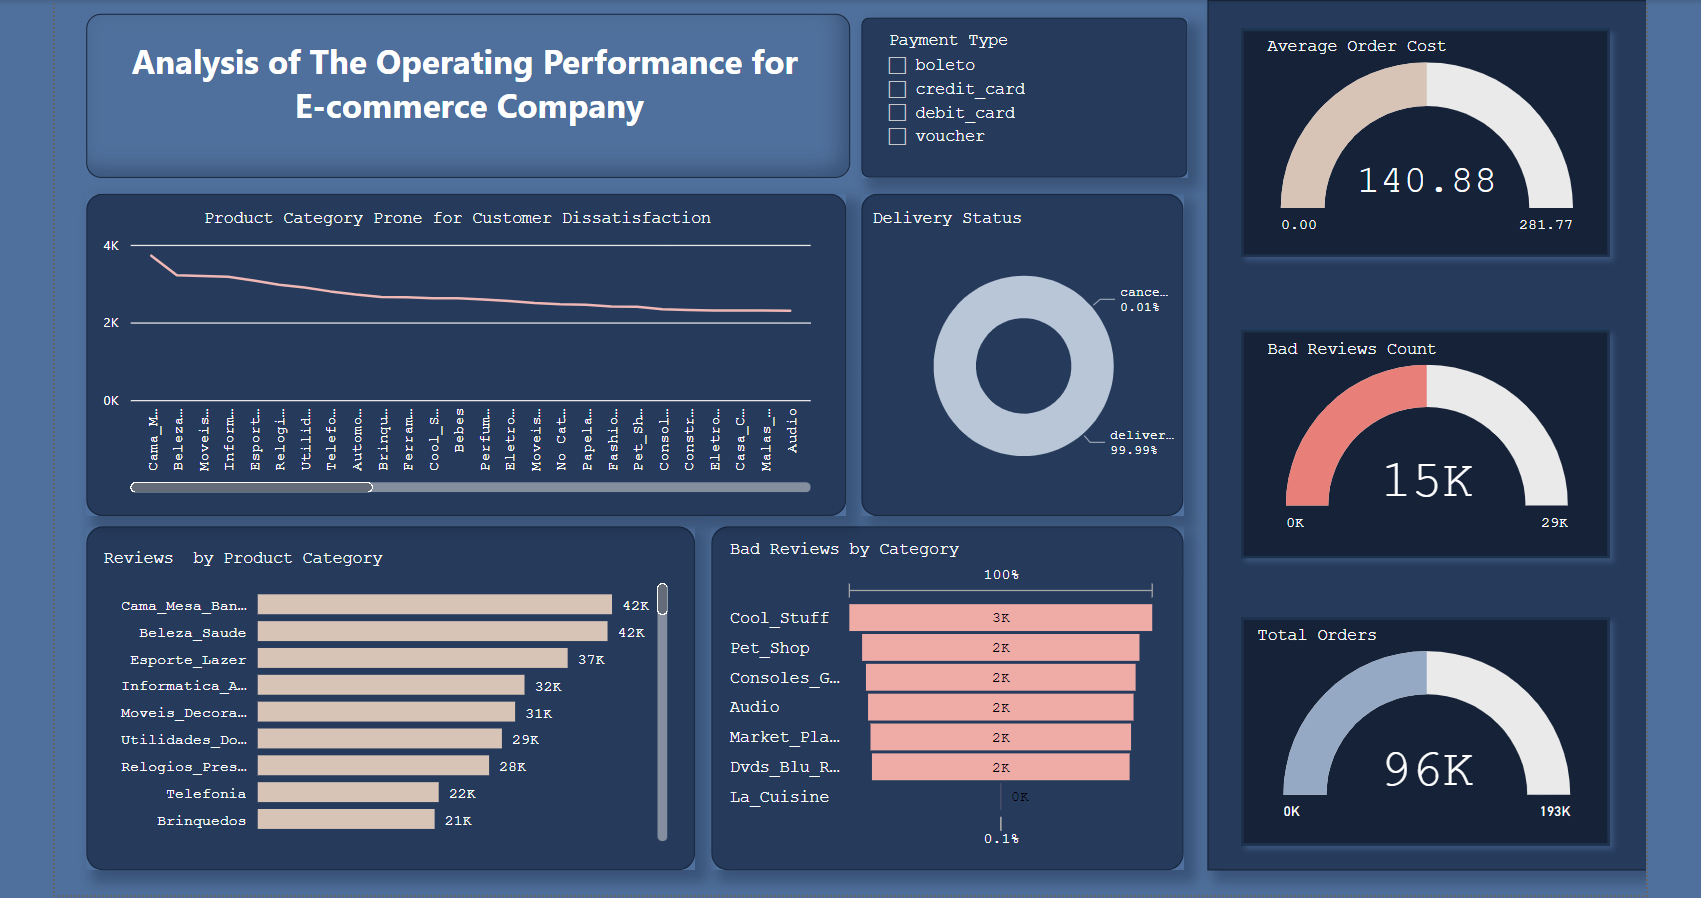 Analysis of The Operating Performance for
E-commerce Company
Payment Type
boleto
credit_card
debit_card
voucher
Product Category Prone for Customer Dissatisfaction
4K
2K
0K
Cama_M…
Beleza…
Moveis…
Inform…
Esport…
Relogi…
Utilid…
Telefo…
Automo…
Brinqu…
Ferram…
Cool_S…
Bebes
Perfum…
Eletro…
Moveis…
No Cat…
Papela…
Fashio…
Pet_Sh…
Consol…
Constr…
Eletro…
Casa_C…
Malas_…
Audio
Delivery Status
cance…
0.01%
deliver…
99.99%
Reviews  by Product Category
Cama_Mesa_Ban… 42K
Beleza_Saude 42K
Esporte_Lazer 37K
Informatica_A… 32K
Moveis_Decora… 31K
Utilidades_Do… 29K
Relogios_Pres… 28K
Telefonia 22K
Brinquedos 21K
Bad Reviews by Category
100%
Cool_Stuff 3K
Pet_Shop 2K
Consoles_G… 2K
Audio 2K
Market_Pla… 2K
Dvds_Blu_R… 2K
La_Cuisine 0K
0.1%
Average Order Cost
140.88
0.00 281.77
Bad Reviews Count
15K
0K 29K
Total Orders
96K
0K 193K